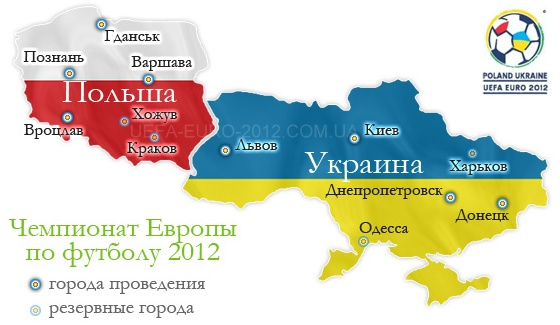 Гданьск
Познань
Варшава
Польша
Вроцлав
Хожув
Краков
UEFA-EURO-2012.COM.UA
POLAND UKRAINE
UEFA EURO 2012
Львов
Киев
Украина
Харьков
Днепропетровск
Донецк
Одесса
Чемпионат Европы
по футболу 2012
города проведения
резервные города